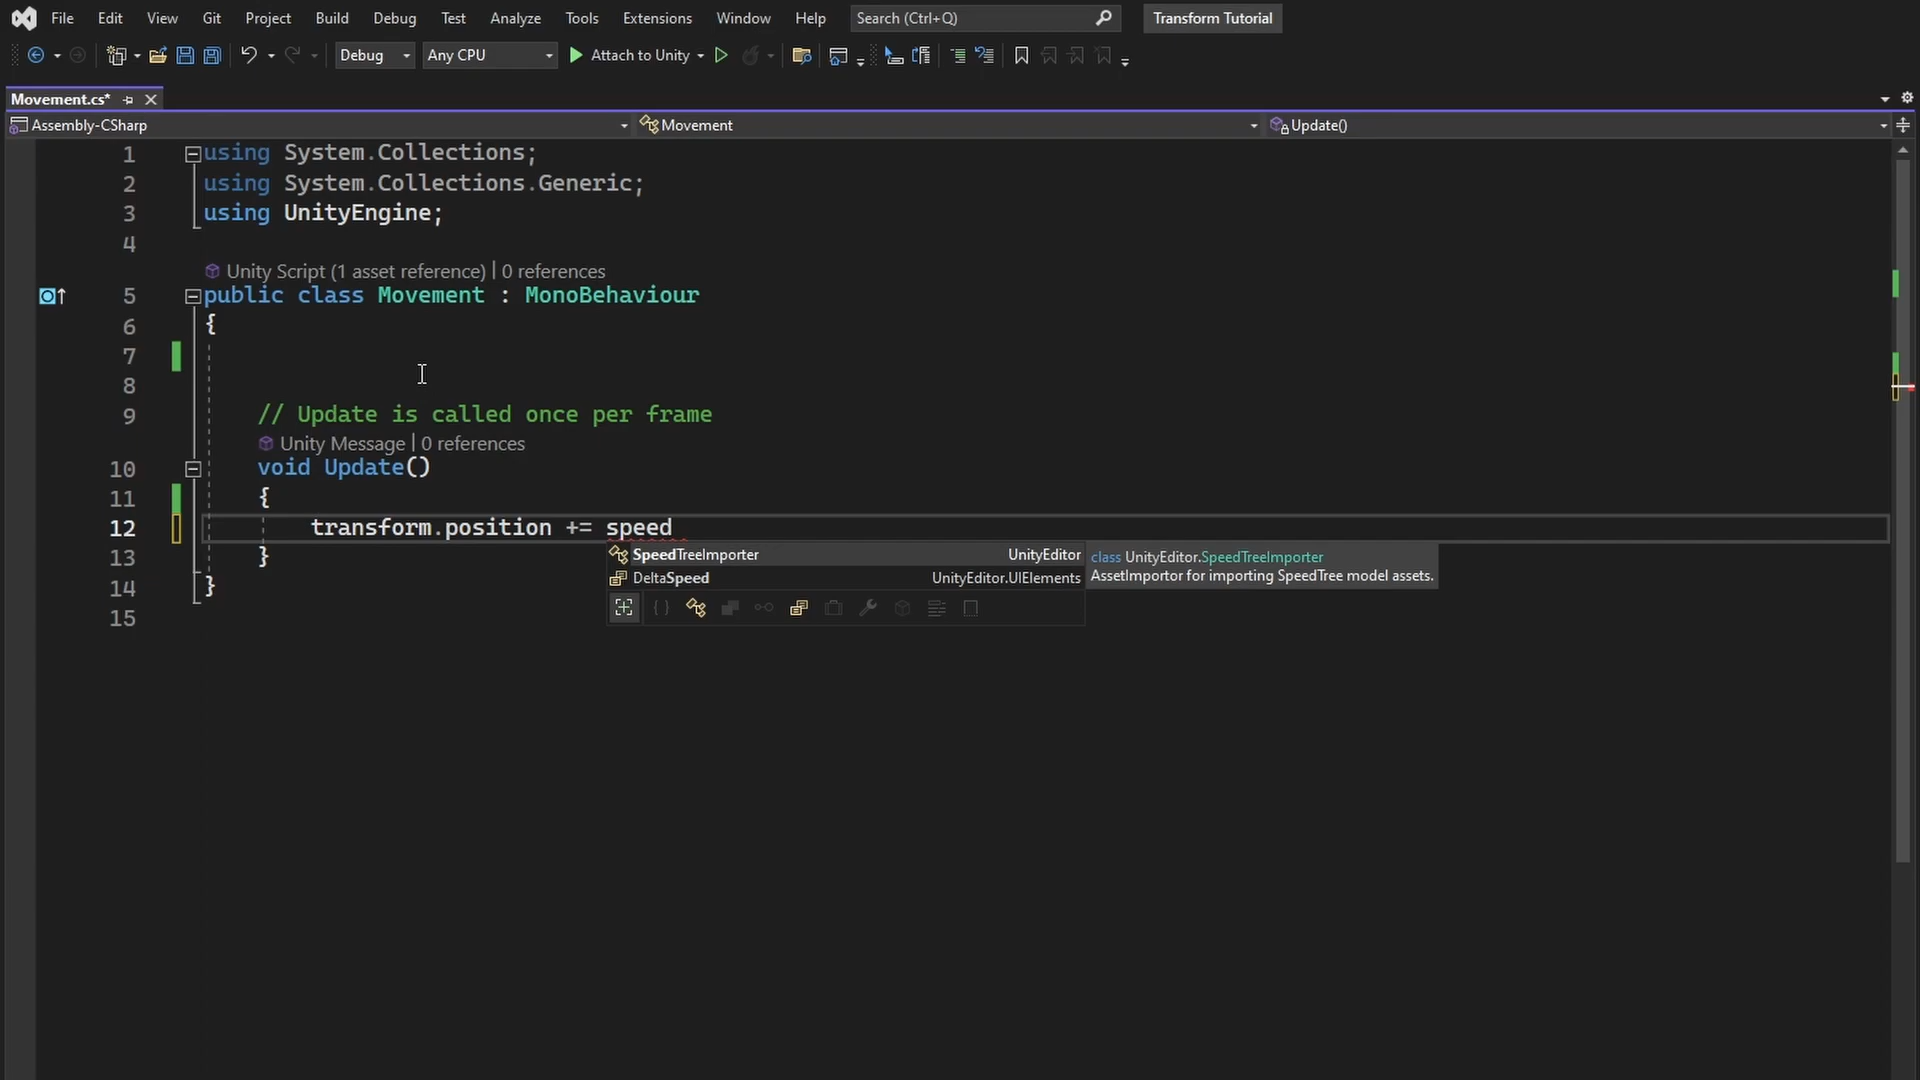 File Edit View Git Project Build Debug Test Analyze Tools Extensions Window Help Search (Ctrl+Q) Transform Tutorial
Debug Any CPU Attach to Unity
Movement.cs*
Assembly-CSharp Movement Update()
1 using System.Collections;
2 using System.Collections.Generic;
3 using UnityEngine;
4
Unity Script (1 asset reference) | 0 references
5 public class Movement : MonoBehaviour
6 {
7
8
9 // Update is called once per frame
Unity Message | 0 references
10 void Update()
11 {
12 transform.position += speed
SpeedTreeImporter UnityEditor class UnityEditor.SpeedTreeImporter
DeltaSpeed UnityEditor.UIElements AssetImportor for importing SpeedTree model assets.
13 }
14 }
15